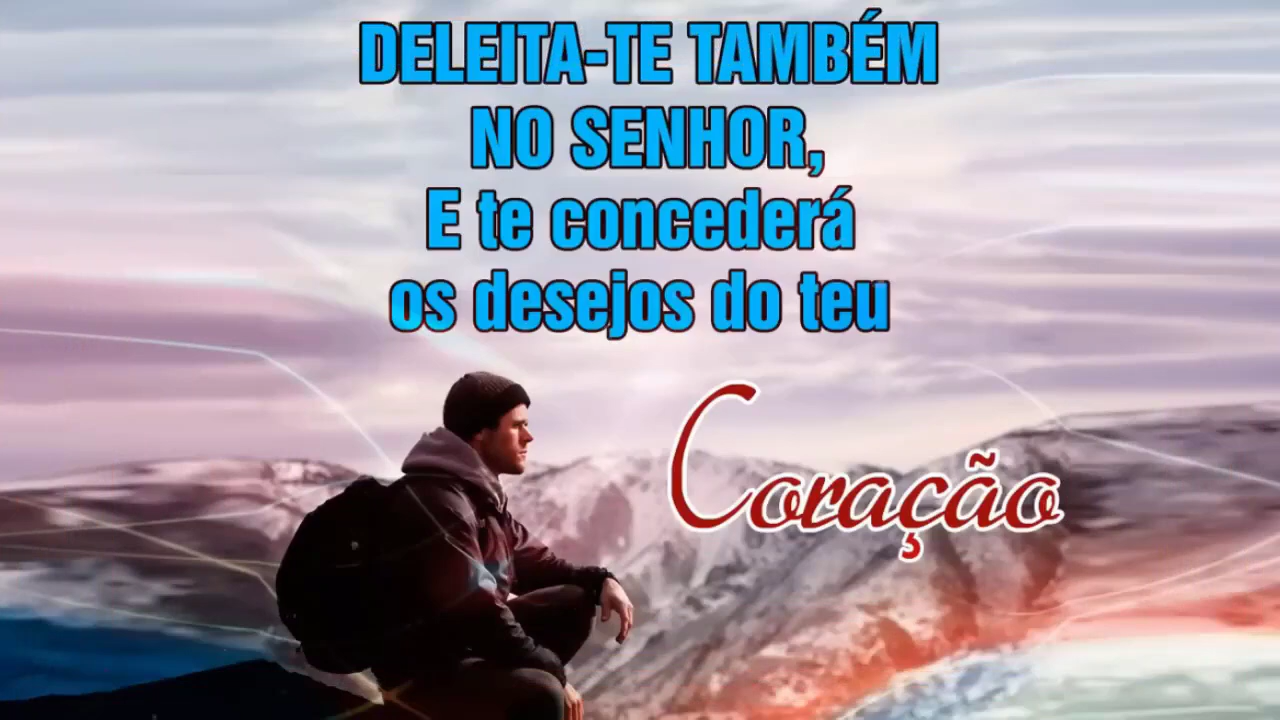 DELEITA-TE TAMBÉM
NO SENHOR,
E te concederá
os desejos do teu
Coração